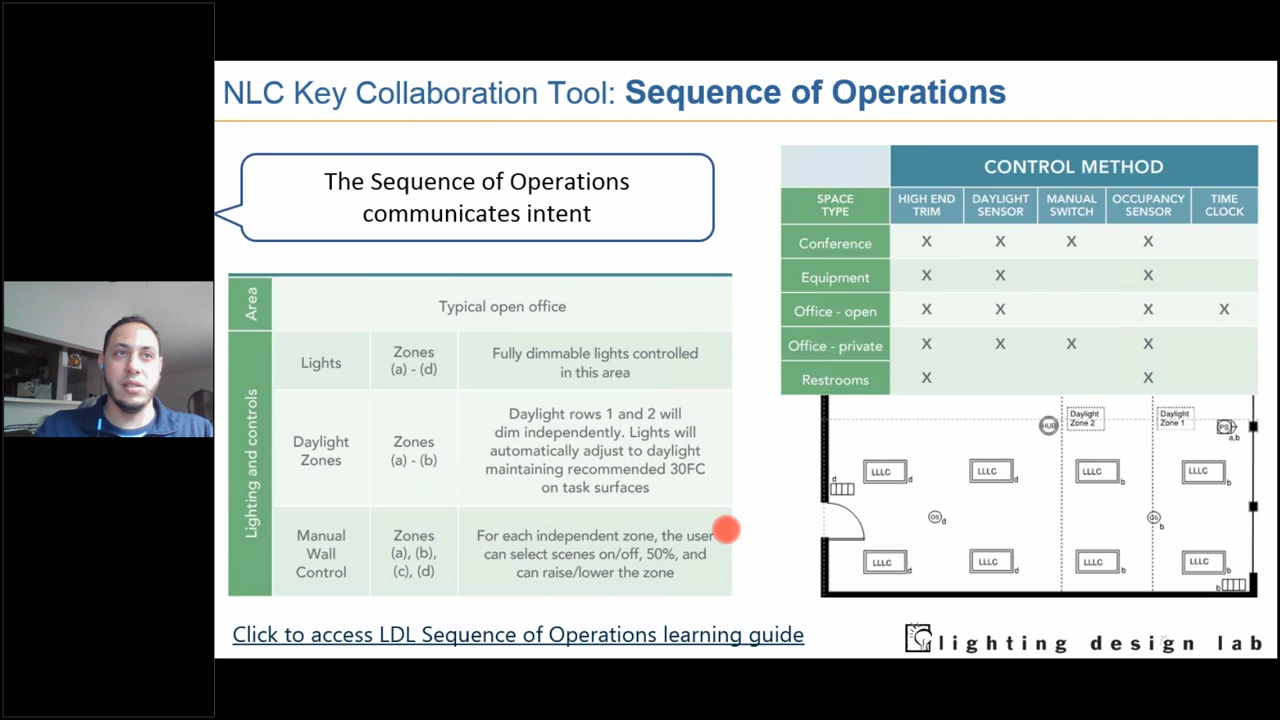 NLC Key Collaboration Tool: Sequence of Operations
The Sequence of Operations
communicates intent
Area
Typical open office
Lighting and controls
Lights
Zones
(a) - (d)
Fully dimmable lights controlled
in this area
Daylight
Zones
Zones
(a) - (b)
Daylight rows 1 and 2 will
dim independently. Lights will
automatically adjust to daylight
maintaining recommended 30FC
on task surfaces
Manual
Wall
Control
Zones
(a), (b),
(c), (d)
For each independent zone, the user
can select scenes on/off, 50%, and
can raise/lower the zone
Click to access LDL Sequence of Operations learning guide
CONTROL METHOD
SPACE
TYPE
HIGH END
TRIM
DAYLIGHT
SENSOR
MANUAL
SWITCH
OCCUPANCY
SENSOR
TIME
CLOCK
Conference X X X X
Equipment X X X
Office - open X X X X
Office - private X X X X
Restrooms X X
HUB
Daylight
Zone 2
Daylight
Zone 1
PS
a,b
d
LLLC d
LLLC d
LLLC b
LLLC b
OS d
OS b
LLLC d
LLLC d
LLLC b
LLLC b
b
lighting design lab